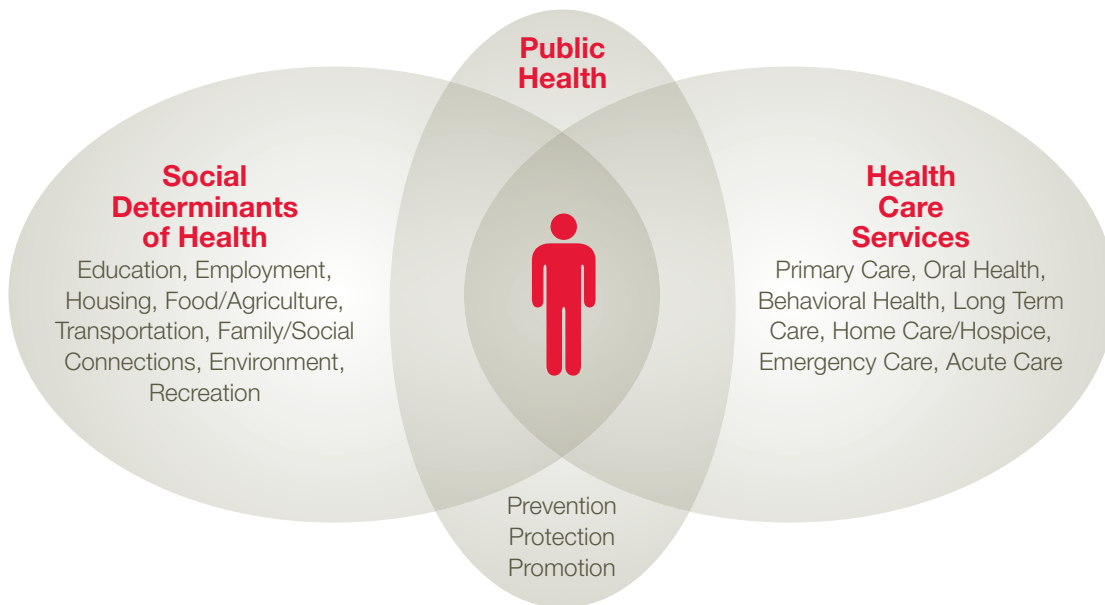 Public
Health
Social
Determinants
of Health
Education, Employment,
Housing, Food/Agriculture,
Transportation, Family/Social
Connections, Environment,
Recreation
Health
Care
Services
Primary Care, Oral Health,
Behavioral Health, Long Term
Care, Home Care/Hospice,
Emergency Care, Acute Care
Prevention
Protection
Promotion